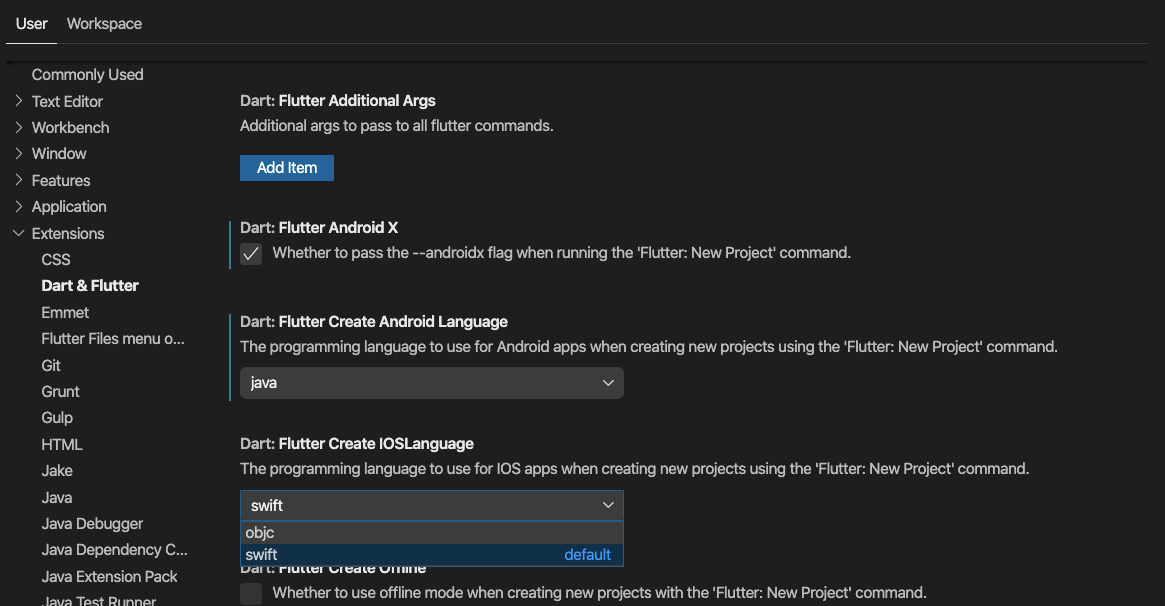 User Workspace
Commonly Used
Text Editor
Workbench
Window
Features
Application
Extensions
CSS
Dart & Flutter
Emmet
Flutter Files menu o...
Git
Grunt
Gulp
HTML
Jake
Java
Java Debugger
Java Dependency C...
Java Extension Pack
Java Test Runner
Dart: Flutter Additional Args
Additional args to pass to all flutter commands.
Add Item
Dart: Flutter Android X
Whether to pass the --androidx flag when running the 'Flutter: New Project' command.
Dart: Flutter Create Android Language
The programming language to use for Android apps when creating new projects using the 'Flutter: New Project' command.
java
Dart: Flutter Create IOSLanguage
The programming language to use for IOS apps when creating new projects using the 'Flutter: New Project' command.
swift
objc
swift default
Dart: Flutter Create Offline
Whether to use offline mode when creating new projects with the 'Flutter: New Project' command.